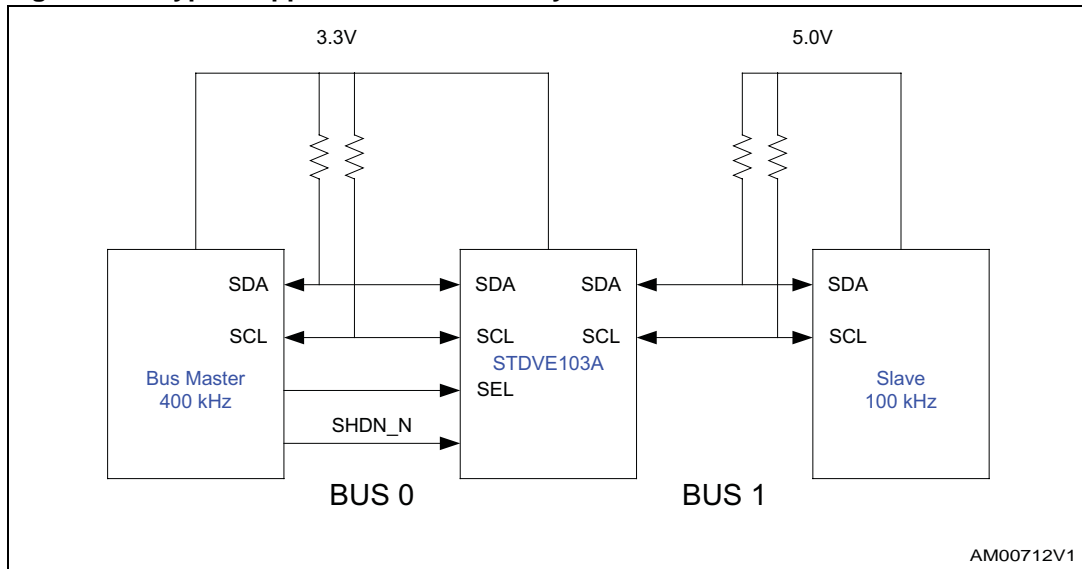 3.3V
5.0V
SDA
SCL
Bus Master
400 kHz
SHDN_N
SDA
SDA
SCL
SCL
STDVE103A
SEL
SDA
SCL
Slave
100 kHz
BUS 0
BUS 1
AM00712V1